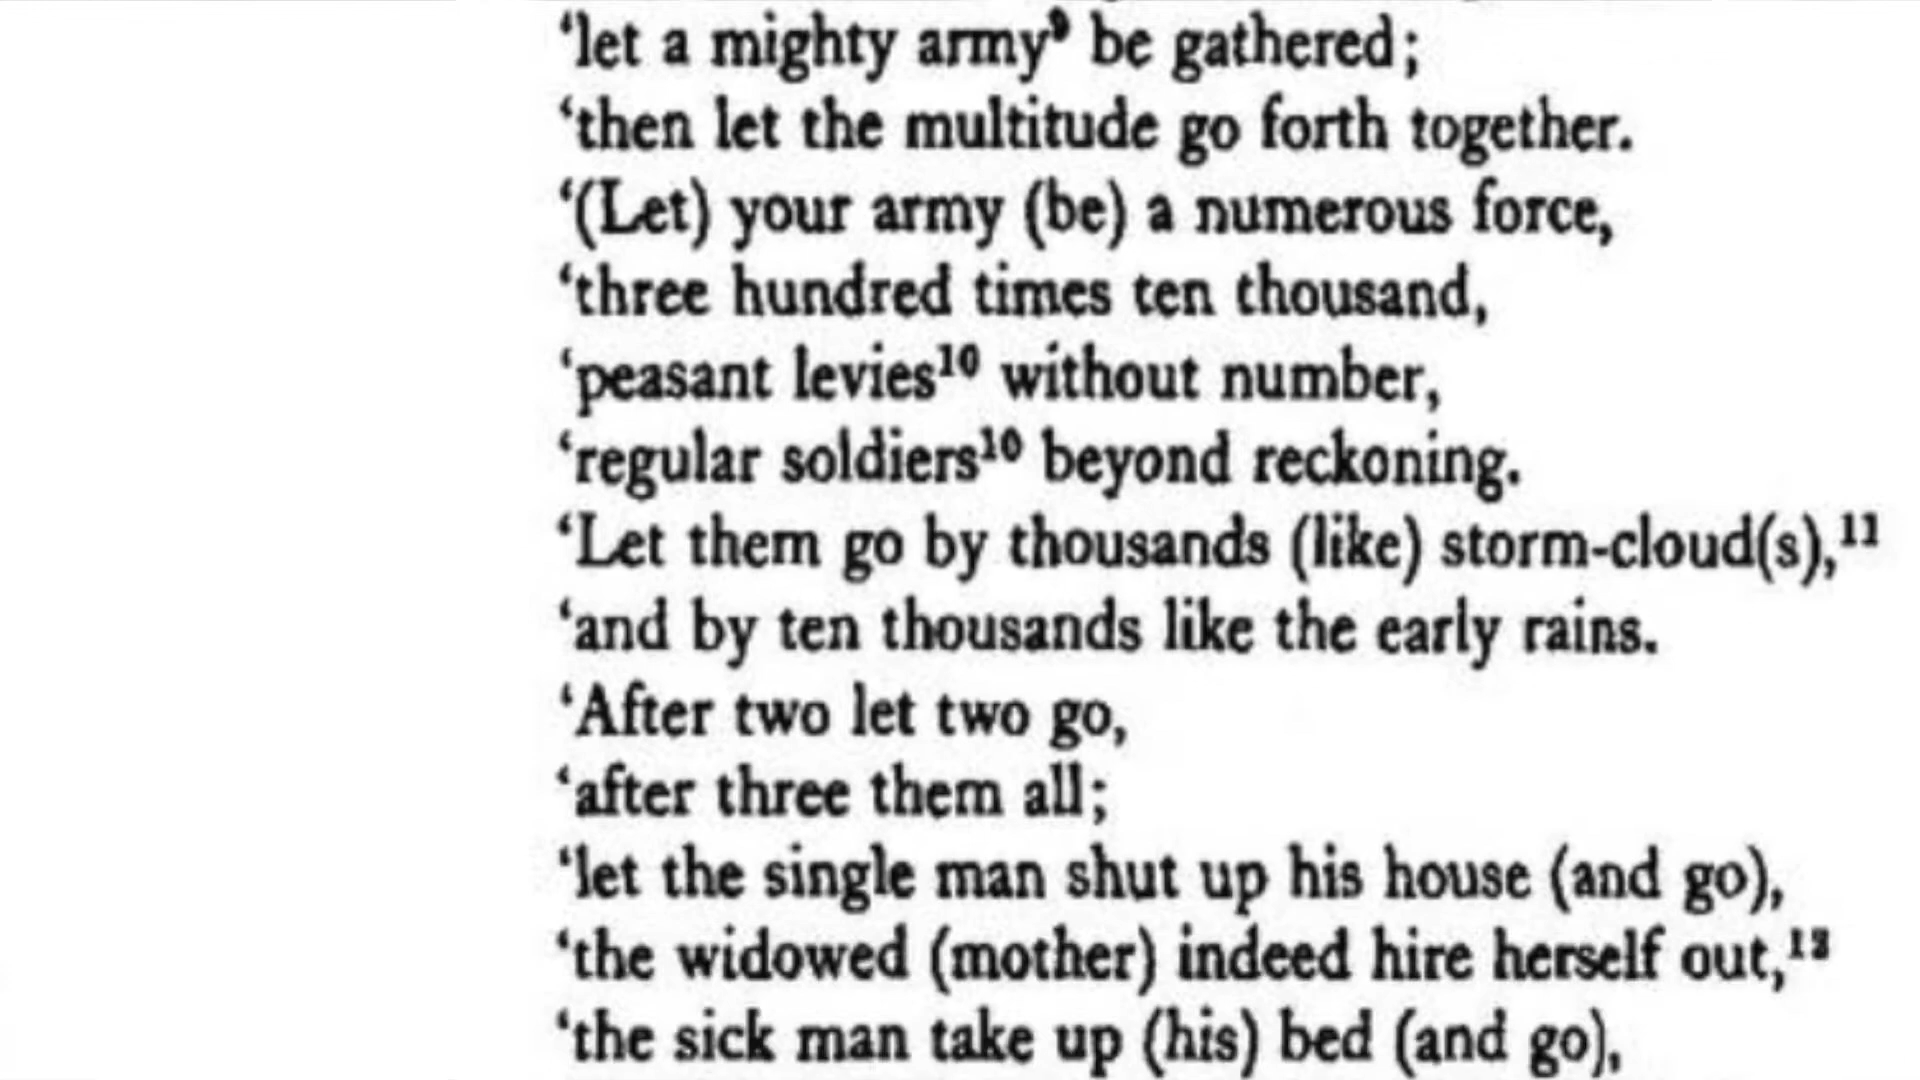 ‘let a mighty army⁹ be gathered;
‘then let the multitude go forth together.
‘(Let) your army (be) a numerous force,
‘three hundred times ten thousand,
‘peasant levies¹⁰ without number,
‘regular soldiers¹⁰ beyond reckoning.
‘Let them go by thousands (like) storm-cloud(s),¹¹
‘and by ten thousands like the early rains.
‘After two let two go,
‘after three them all;
‘let the single man shut up his house (and go),
‘the widowed (mother) indeed hire herself out,¹²
‘the sick man take up (his) bed (and go),